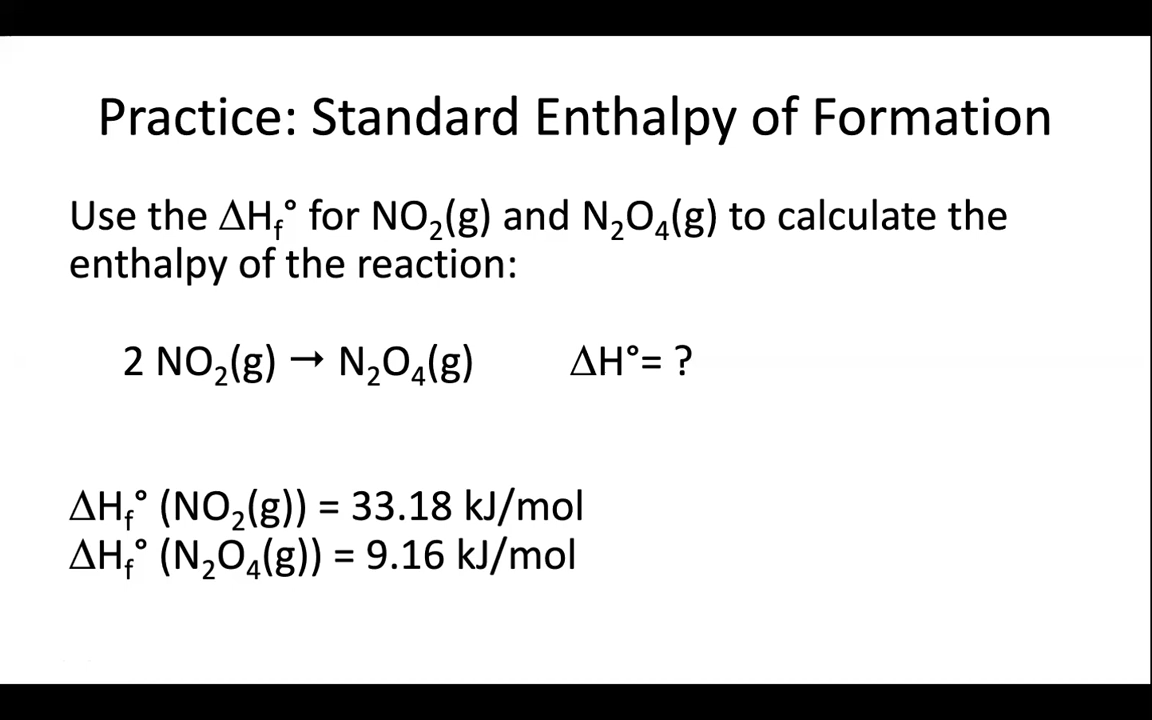 Practice: Standard Enthalpy of Formation
Use the ΔHf° for NO₂(g) and N₂O₄(g) to calculate the
enthalpy of the reaction:
2 NO₂(g) → N₂O₄(g) ΔH°= ?
ΔHf° (NO₂(g)) = 33.18 kJ/mol
ΔHf° (N₂O₄(g)) = 9.16 kJ/mol